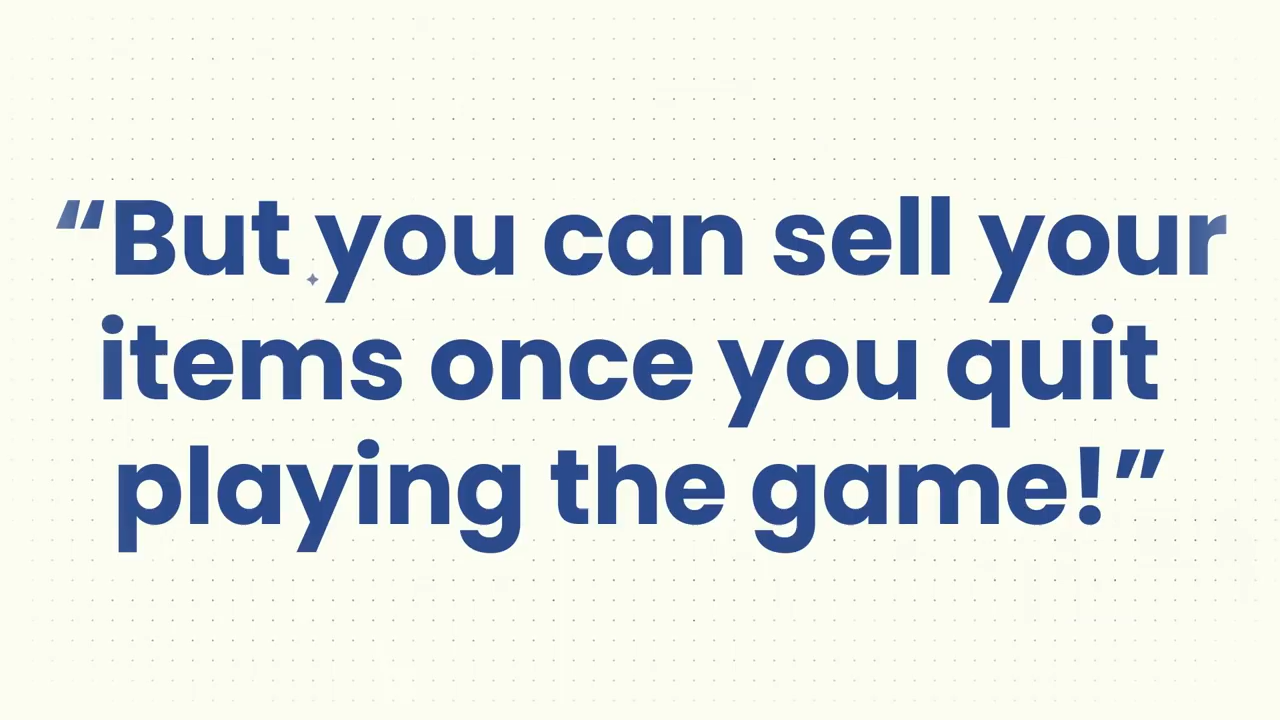 “But you can sell your
items once you quit
playing the game!”